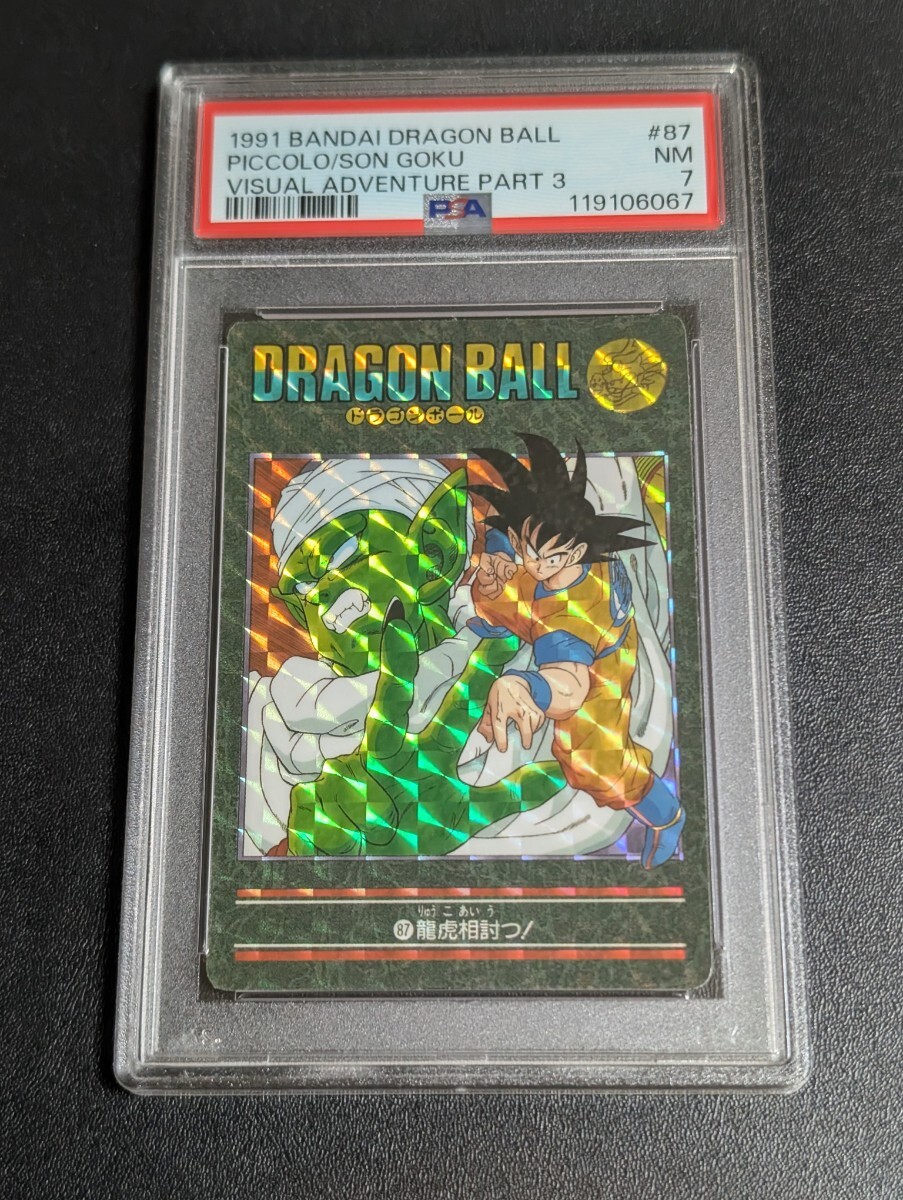 1991 BANDAI DRAGON BALL #87
PICCOLO/SON GOKU NM
VISUAL ADVENTURE PART 3 7
PSA 119106067
DRAGON BALL
ドラゴンボール
りゅう こ あい う
87 龍虎相討つ!